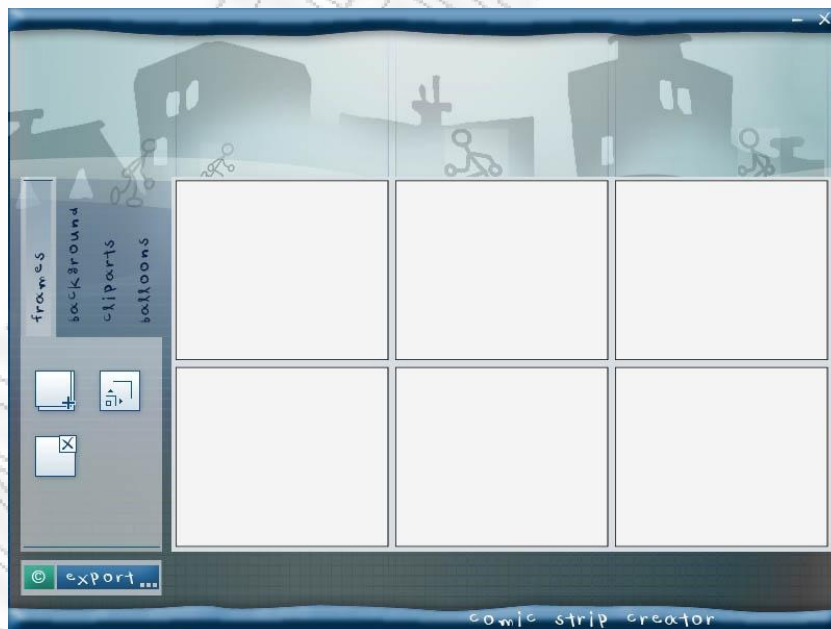 frames
background
cliparts
balloons
© export...
comic strip creator